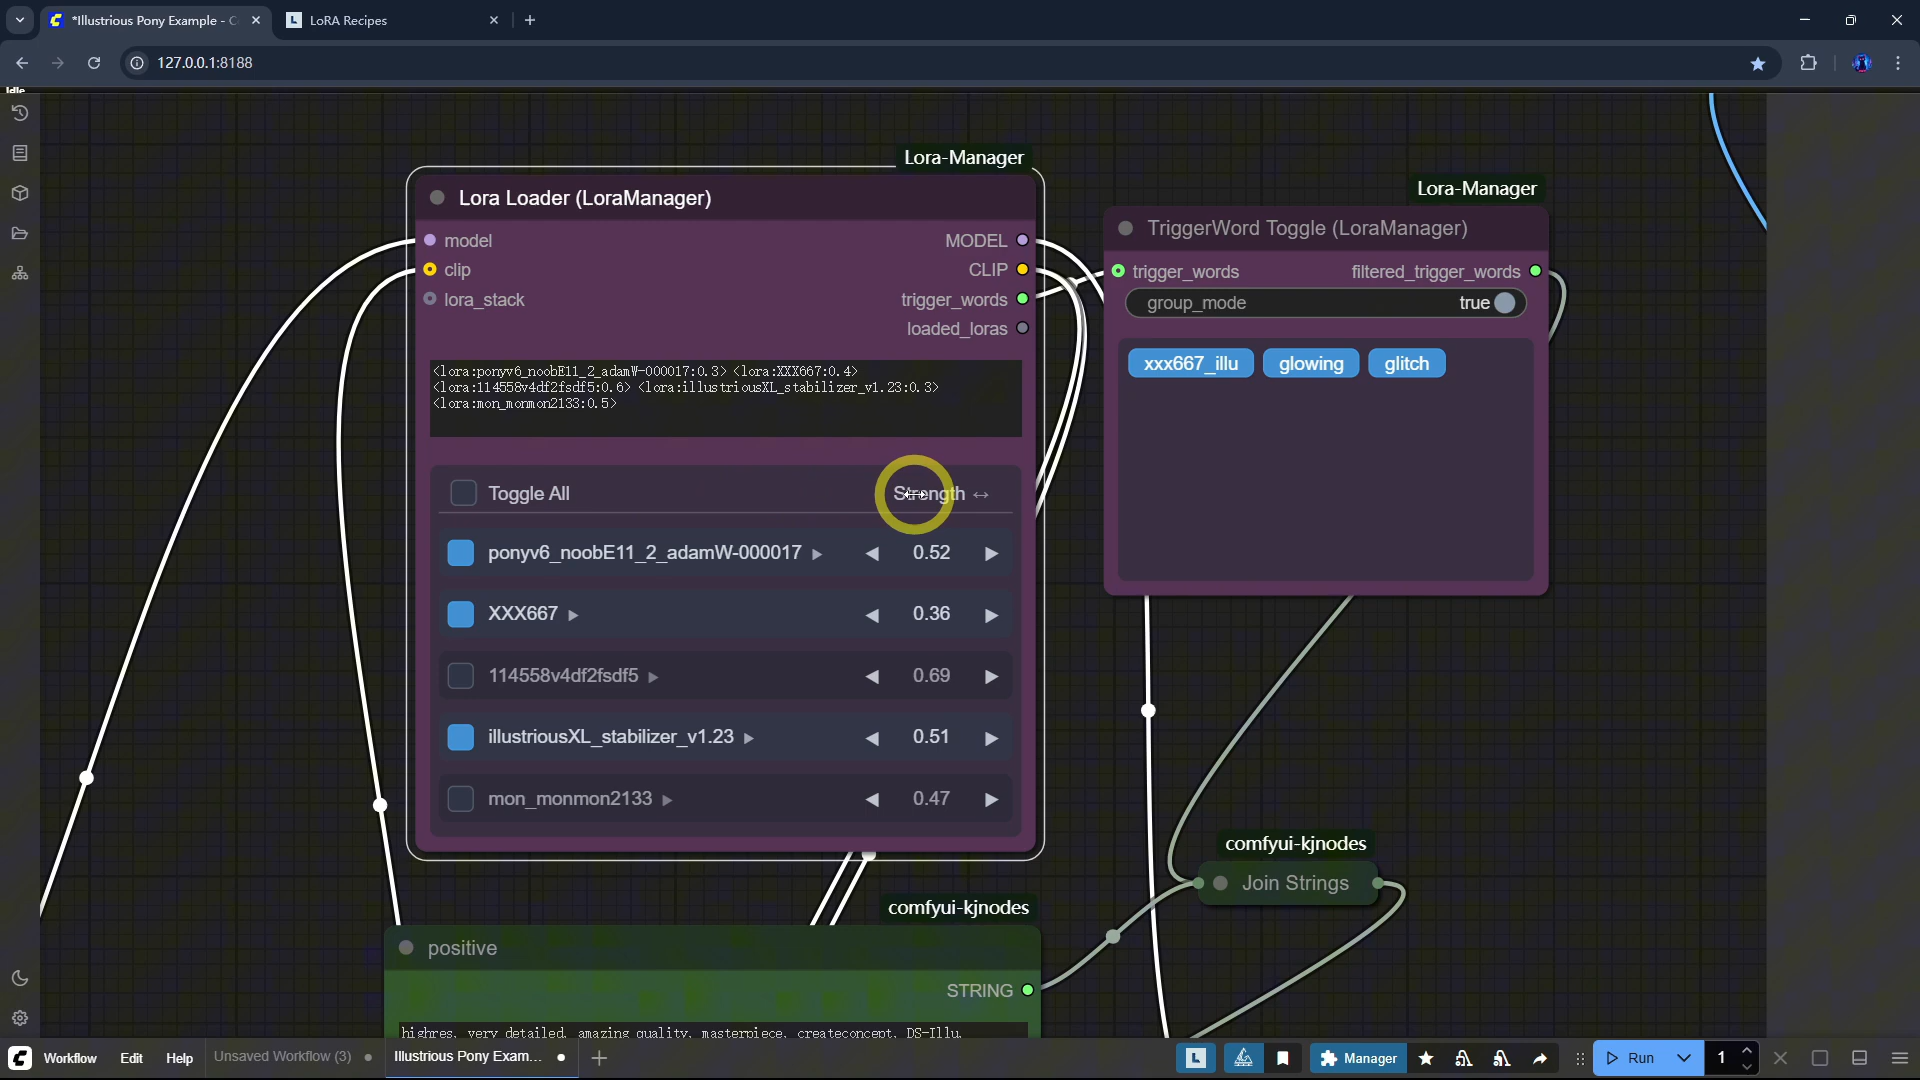 *Illustrious Pony Example - C
LoRA Recipes
127.0.0.1:8188
Idle
Lora-Manager
Lora Loader (LoraManager)
model
MODEL
clip
CLIP
lora_stack
trigger_words
loaded_loras
<lora:ponyv6_noobE11_2_adamW-000017:0.3> <lora:XXX667:0.4>
<lora:114558v4df2fsdf5:0.6> <lora:illustriousXL_stabilizer_v1.23:0.3>
<lora:mon_monmon2133:0.5>
Toggle All
Strength ↔
ponyv6_noobE11_2_adamW-000017
0.52
XXX667
0.36
114558v4df2fsdf5
0.69
illustriousXL_stabilizer_v1.23
0.51
mon_monmon2133
0.47
Lora-Manager
TriggerWord Toggle (LoraManager)
trigger_words
filtered_trigger_words
group_mode
true
xxx667_illu
glowing
glitch
comfyui-kjnodes
Join Strings
comfyui-kjnodes
positive
STRING
highres, very detailed, amazing quality, masterpiece, createconcept, DS-Illu,
Workflow
Edit
Help
Unsaved Workflow (3)
Illustrious Pony Exam...
Manager
Run
1